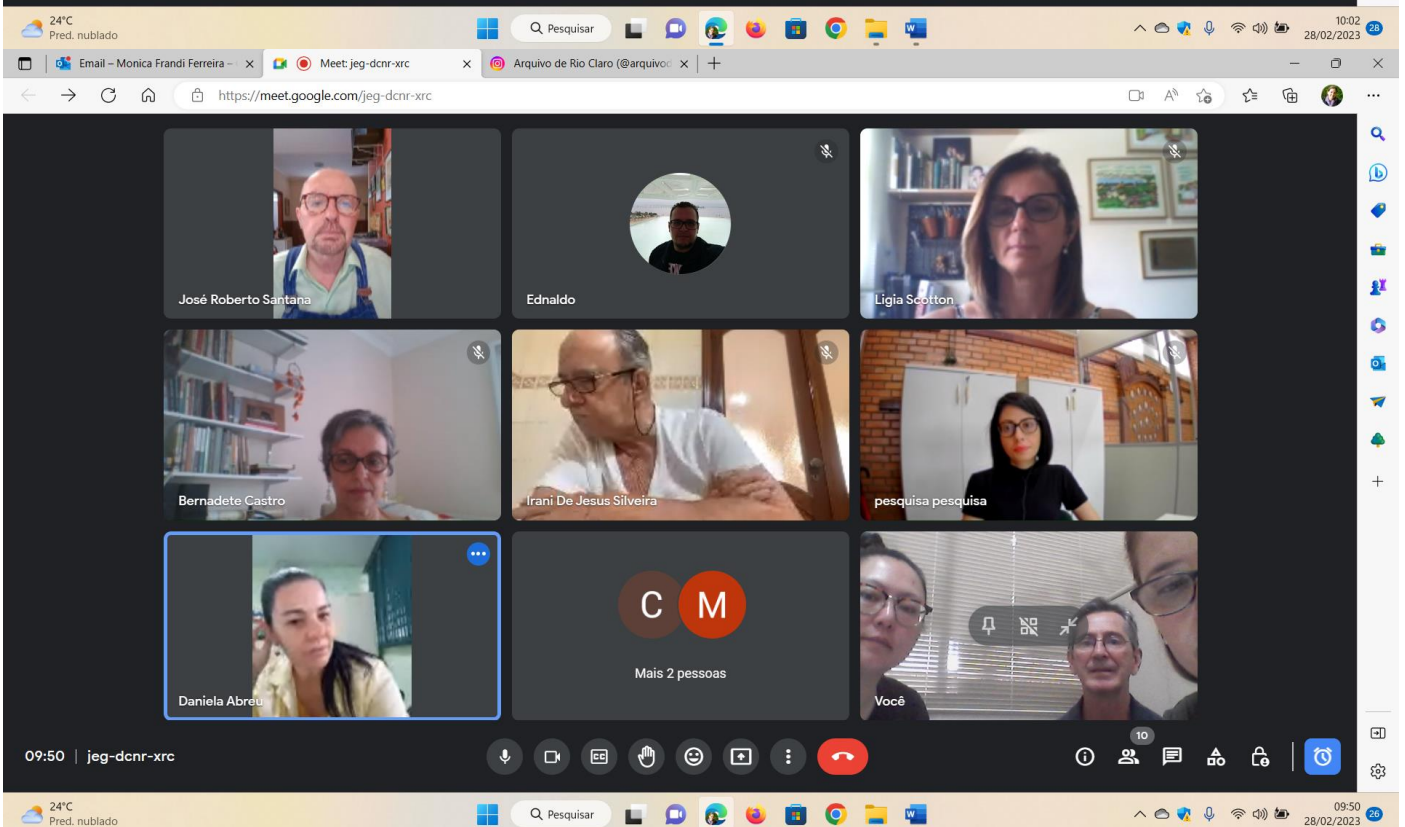 24°C
Pred. nublado
Pesquisar
10:02
28/02/2023
28
Email – Monica Frandi Ferreira –
Meet: jeg-dcnr-xrc
Arquivo de Rio Claro (@arquivo
https://meet.google.com/jeg-dcnr-xrc
José Roberto Santana
Ednaldo
Ligia Scotton
Bernadete Castro
Irani De Jesus Silveira
pesquisa pesquisa
Daniela Abreu
C M
Mais 2 pessoas
Você
09:50 | jeg-dcnr-xrc
CC
10
24°C
Pred. nublado
Pesquisar
09:50
28/02/2023
26